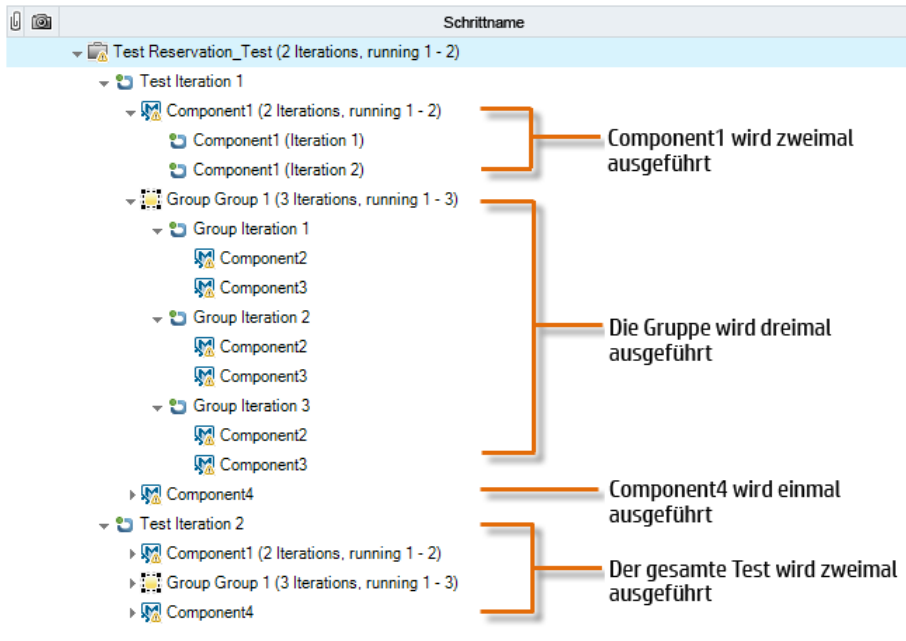 Schrittname
Test Reservation_Test (2 Iterations, running 1 - 2)
Test Iteration 1
Component1 (2 Iterations, running 1 - 2)
Component1 (Iteration 1)
Component1 (Iteration 2)
Component1 wird zweimal
ausgeführt
Group Group 1 (3 Iterations, running 1 - 3)
Group Iteration 1
Component2
Component3
Group Iteration 2
Component2
Component3
Group Iteration 3
Component2
Component3
Die Gruppe wird dreimal
ausgeführt
Component4
Component4 wird einmal
ausgeführt
Test Iteration 2
Component1 (2 Iterations, running 1 - 2)
Group Group 1 (3 Iterations, running 1 - 3)
Component4
Der gesamte Test wird zweimal
ausgeführt